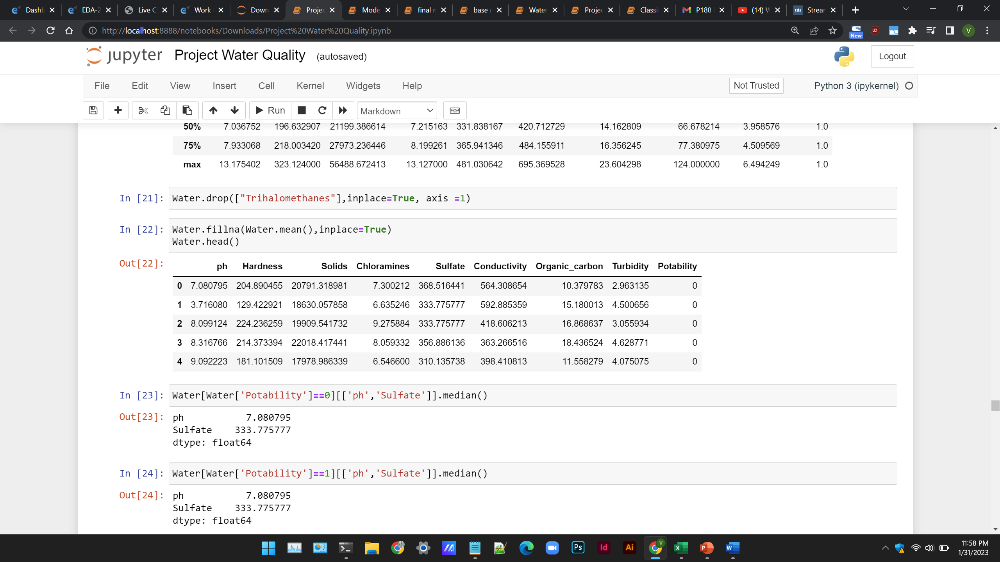 Dashb
EDA-2
Live C
Work
Down
Projec
Mode
final r
base r
Water
Projec
Classi
P188
(14) W
tds Strear
http://localhost:8888/notebooks/Downloads/Project%20Water%20Quality.ipynb
New
V
jupyter Project Water Quality (autosaved)
Logout
File Edit View Insert Cell Kernel Widgets Help
Not Trusted
Python 3 (ipykernel)
Run
Markdown
50% 7.036752 196.632907 21199.386614 7.215163 331.838167 420.712729 14.162809 66.678214 3.958576 1.0
75% 7.933068 218.003420 27973.236446 8.199261 365.941346 484.155911 16.356245 77.380975 4.509569 1.0
max 13.175402 323.124000 56488.672413 13.127000 481.030642 695.369528 23.604298 124.000000 6.494249 1.0
In [21]: Water.drop(["Trihalomethanes"],inplace=True, axis =1)
In [22]: Water.fillna(Water.mean(),inplace=True)
Water.head()
Out[22]:
ph Hardness Solids Chloramines Sulfate Conductivity Organic_carbon Turbidity Potability
0 7.080795 204.890455 20791.318981 7.300212 368.516441 564.308654 10.379783 2.963135 0
1 3.716080 129.422921 18630.057858 6.635246 333.775777 592.885359 15.180013 4.500656 0
2 8.099124 224.236259 19909.541732 9.275884 333.775777 418.606213 16.868637 3.055934 0
3 8.316766 214.373394 22018.417441 8.059332 356.886136 363.266516 18.436524 4.628771 0
4 9.092223 181.101509 17978.986339 6.546600 310.135738 398.410813 11.558279 4.075075 0
In [23]: Water[Water['Potability']==0][['ph','Sulfate']].median()
Out[23]: ph 7.080795
Sulfate 333.775777
dtype: float64
In [24]: Water[Water['Potability']==1][['ph','Sulfate']].median()
Out[24]: ph 7.080795
Sulfate 333.775777
dtype: float64
Ps Id Ai V X P W
11:58 PM
1/31/2023